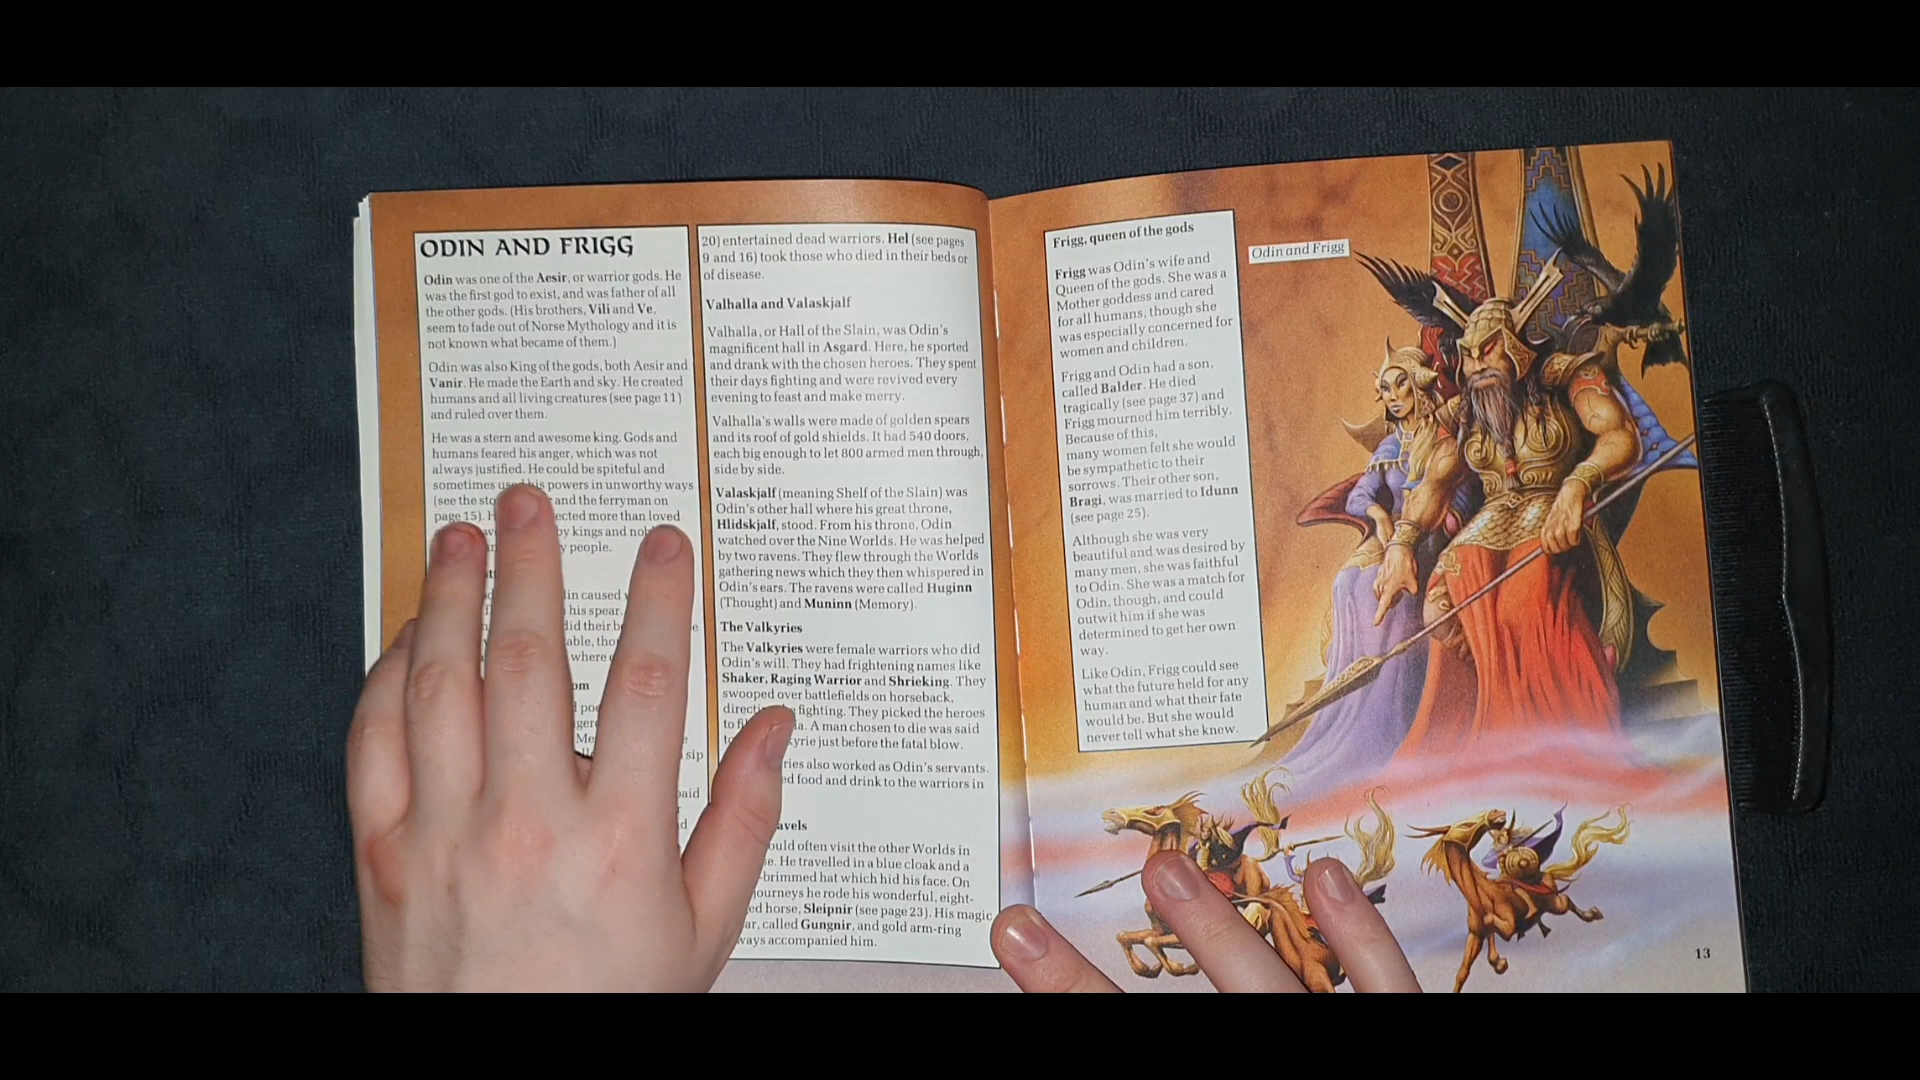 ODIN AND FRIGG
Odin was one of the Aesir, or warrior gods. He
was the first god to exist, and was father of all
the other gods. (His brothers, Vili and Ve,
seem to fade out of Norse Mythology and it is
not known what became of them.)
Odin was also King of the gods, both Aesir and
Vanir. He made the Earth and sky. He created
humans and all living creatures (see page 11)
and ruled over them.
He was a stern and awesome king. Gods and
humans feared his anger, which was not
always justified. He could be spiteful and
sometimes used his powers in unworthy ways
(see the and the ferryman on
page 15). more than loved
by kings and
people.
caused
his spear.
did their
where
sip
20) entertained dead warriors. Hel (see pages
9 and 16) took those who died in their beds or
of disease.
Valhalla and Valaskjalf
Valhalla, or Hall of the Slain, was Odin's
magnificent hall in Asgard. Here, he sported
and drank with the chosen heroes. They spent
their days fighting and were revived every
evening to feast and make merry.
Valhalla's walls were made of golden spears
and its roof of gold shields. It had 540 doors,
each big enough to let 800 armed men through,
side by side.
Valaskjalf (meaning Shelf of the Slain) was
Odin's other hall where his great throne,
Hlidskjalf, stood. From his throne, Odin
watched over the Nine Worlds. He was helped
by two ravens. They flew through the Worlds
gathering news which they then whispered in
Odin's ears. The ravens were called Huginn
(Thought) and Muninn (Memory).
The Valkyries
The Valkyries were female warriors who did
Odin's will. They had frightening names like
Shaker, Raging Warrior and Shrieking. They
swooped over battlefields on horseback,
fighting. They picked the heroes
to A man chosen to die was said
just before the fatal blow.
also worked as Odin's servants.
food and drink to the warriors in
often visit the other Worlds in
He travelled in a blue cloak and a
brimmed hat which hid his face. On
journeys he rode his wonderful, eight-
horse, Sleipnir (see page 23). His magic
called Gungnir, and gold arm-ring
accompanied him.
Frigg, queen of the gods
Frigg was Odin's wife and
Queen of the gods. She was a
Mother goddess and cared
for all humans, though she
was especially concerned for
women and children.
Frigg and Odin had a son,
called Balder. He died
tragically (see page 37) and
Frigg mourned him terribly.
Because of this,
many women felt she would
be sympathetic to their
sorrows. Their other son,
Bragi, was married to Idunn
(see page 25).
Although she was very
beautiful and was desired by
many men, she was faithful
to Odin. She was a match for
Odin, though, and could
outwit him if she was
determined to get her own
way.
Like Odin, Frigg could see
what the future held for any
human and what their fate
would be. But she would
never tell what she knew.
Odin and Frigg
13